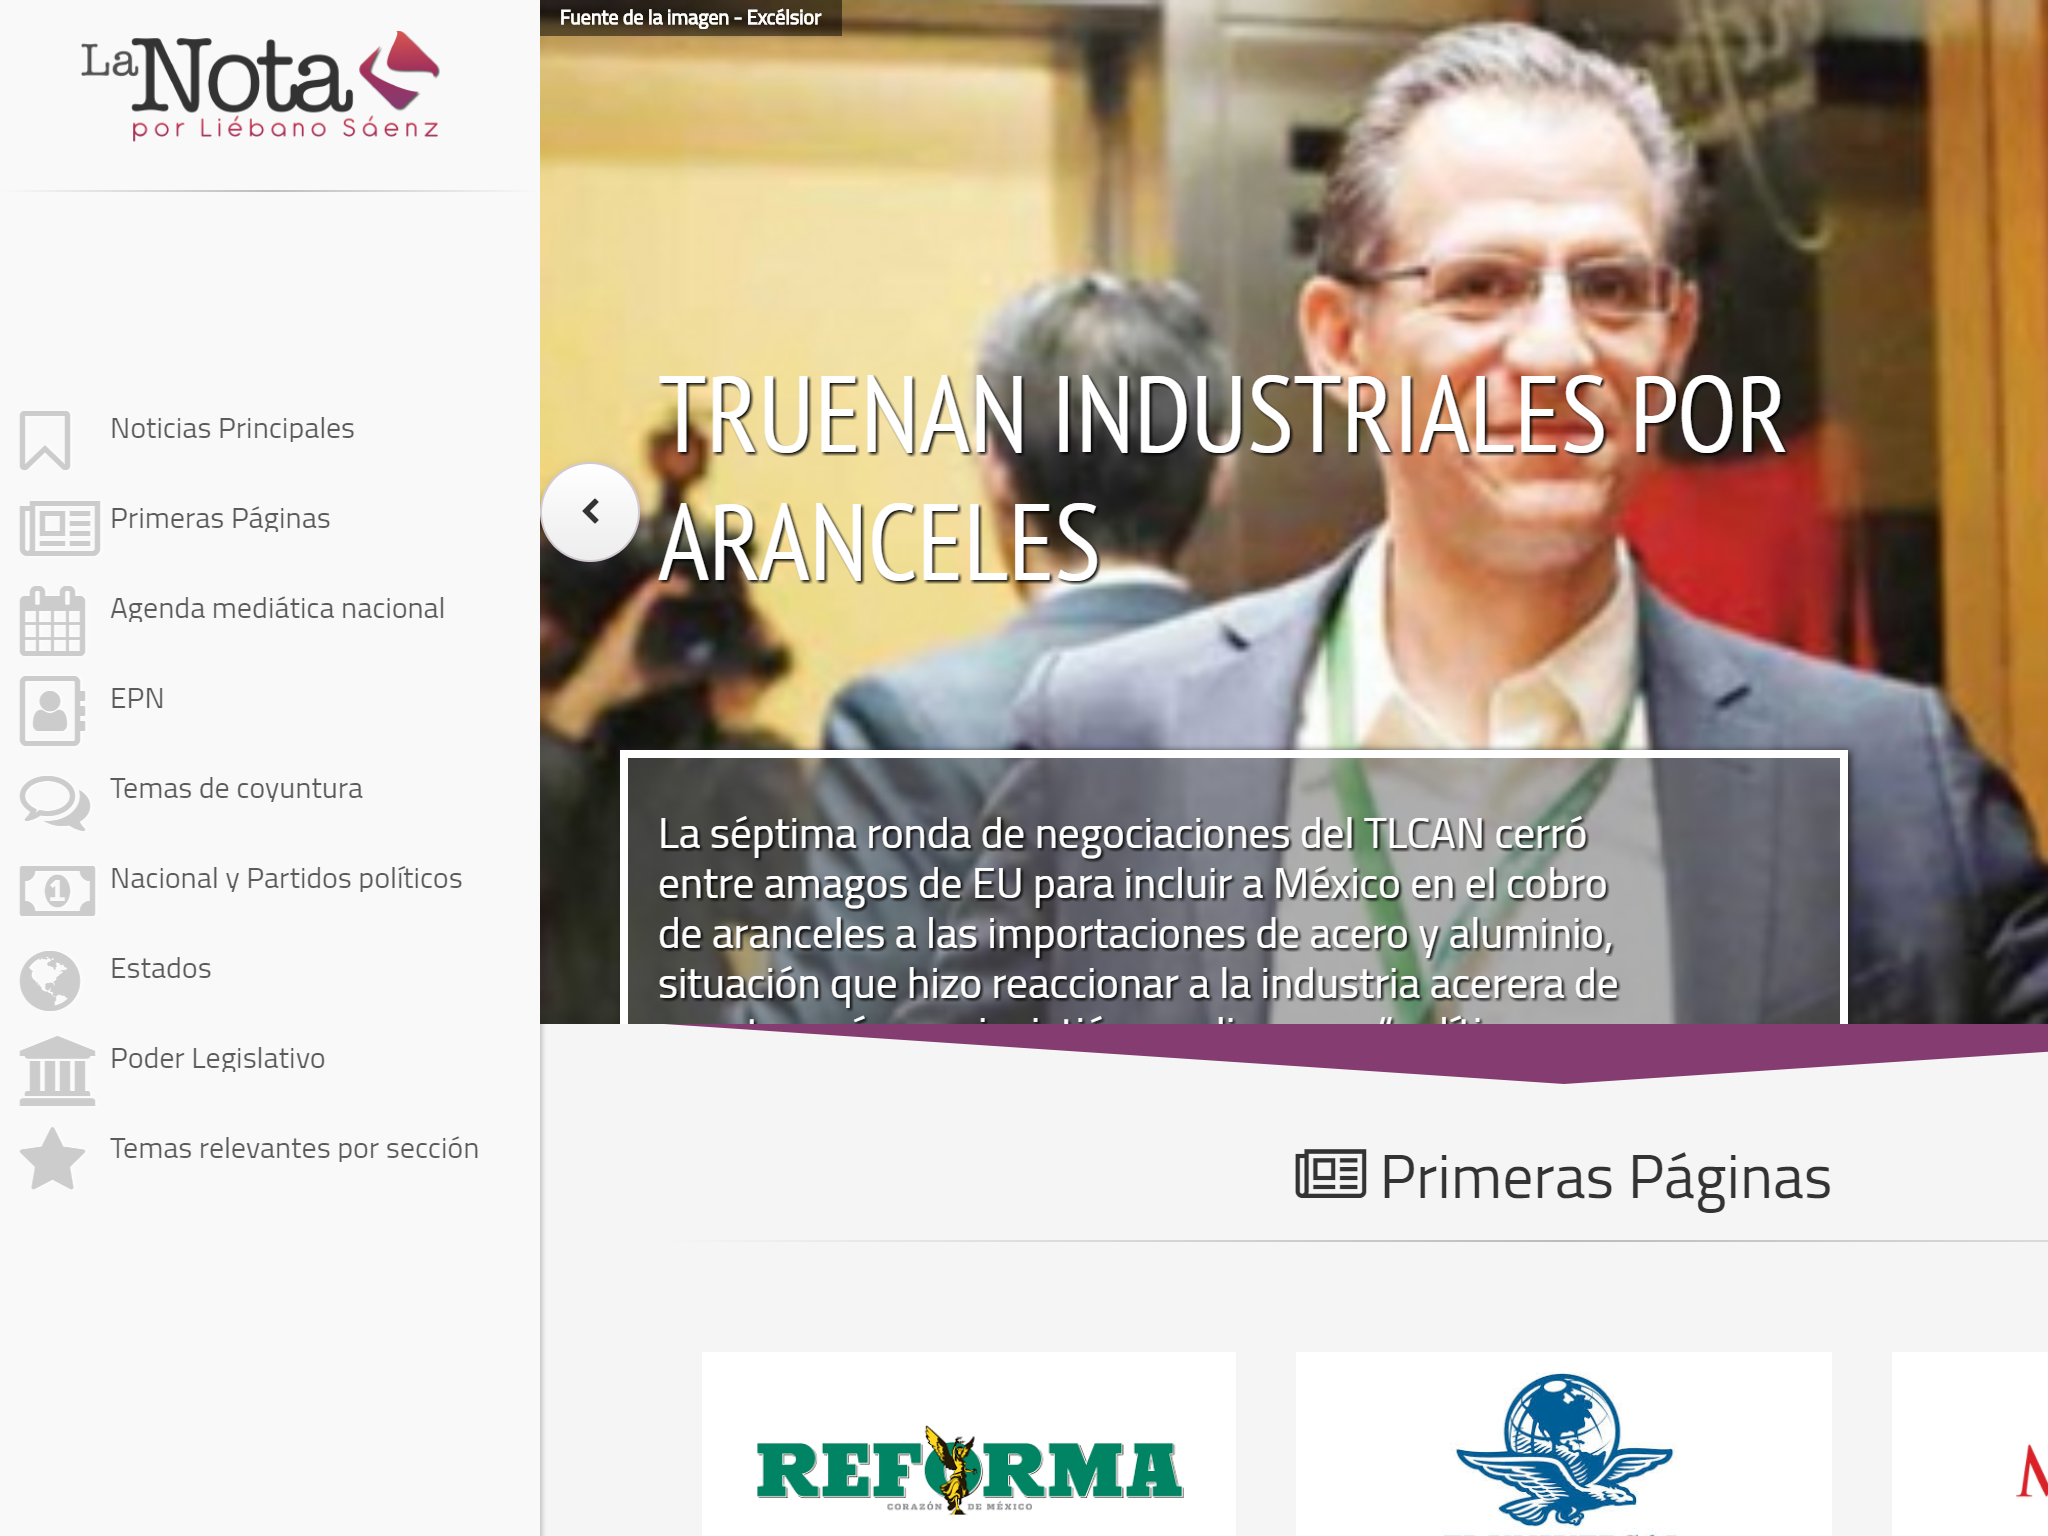 La Nota
por Liébano Sáenz
Noticias Principales
Primeras Páginas
Agenda mediática nacional
EPN
Temas de coyuntura
1
Nacional y Partidos políticos
Estados
Poder Legislativo
Temas relevantes por sección
Fuente de la imagen - Excélsior
TRUENAN INDUSTRIALES POR
ARANCELES
La séptima ronda de negociaciones del TLCAN cerró
entre amagos de EU para incluir a México en el cobro
de aranceles a las importaciones de acero y aluminio,
situación que hizo reaccionar a la industria acerera de
Primeras Páginas
REFORMA
CORAZÓN DE MÉXICO